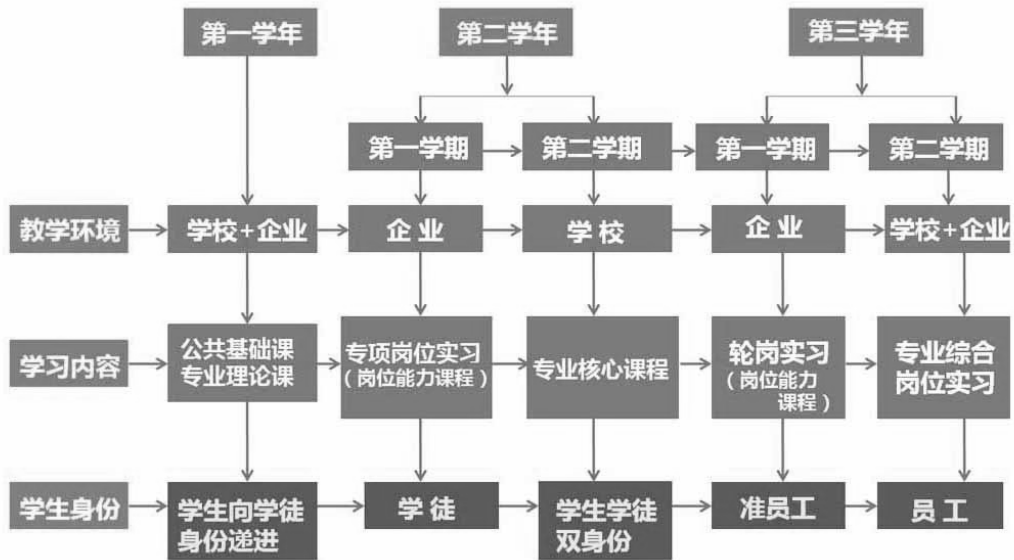 第一学年
第二学年
第三学年
第一学期
第二学期
第一学期
第二学期
教学环境
学校+企业
企 业
学 校
企 业
学校+企业
学习内容
公共基础课
专业理论课
专项岗位实习
（岗位能力课程）
专业核心课程
轮岗实习
（岗位能力
课程）
专业综合
岗位实习
学生身份
学生向学徒
身份递进
学 徒
学生学徒
双身份
准员工
员 工